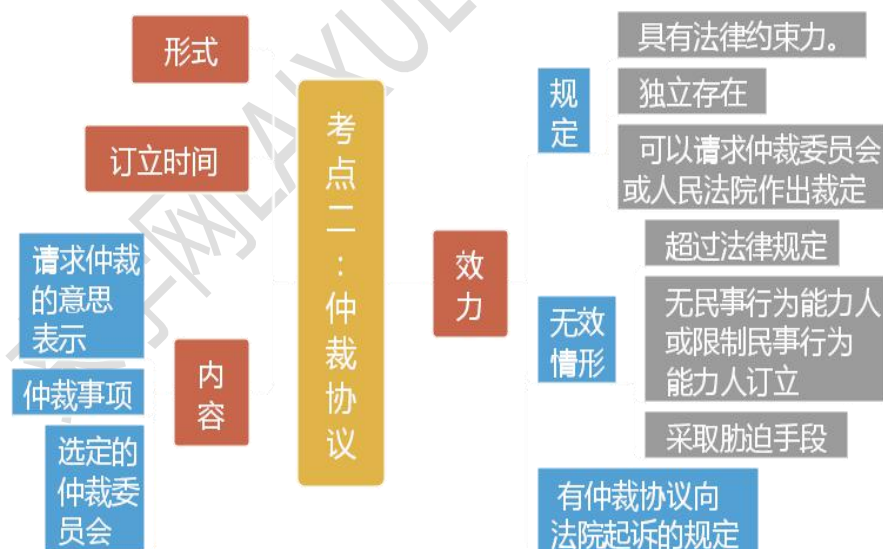 考点二：仲裁协议
形式
订立时间
内容
请求仲裁
的意思
表示
仲裁事项
选定的
仲裁委
员会
效力
规定
具有法律约束力。
独立存在
可以请求仲裁委员会
或人民法院作出裁定
无效
情形
超过法律规定
无民事行为能力人
或限制民事行为
能力人订立
采取胁迫手段
有仲裁协议向
法院起诉的规定